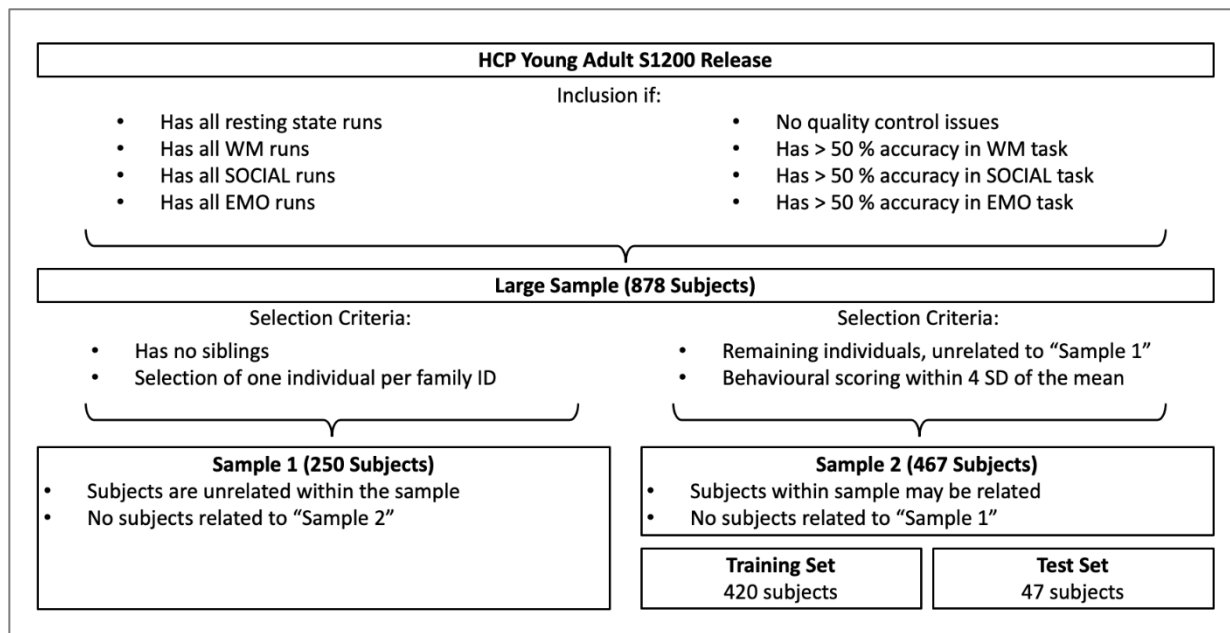 HCP Young Adult S1200 Release
Inclusion if:
• Has all resting state runs
• Has all WM runs
• Has all SOCIAL runs
• Has all EMO runs
• No quality control issues
• Has > 50 % accuracy in WM task
• Has > 50 % accuracy in SOCIAL task
• Has > 50 % accuracy in EMO task
Large Sample (878 Subjects)
Selection Criteria:
• Has no siblings
• Selection of one individual per family ID
Selection Criteria:
• Remaining individuals, unrelated to “Sample 1”
• Behavioural scoring within 4 SD of the mean
Sample 1 (250 Subjects)
• Subjects are unrelated within the sample
• No subjects related to “Sample 2”
Sample 2 (467 Subjects)
• Subjects within sample may be related
• No subjects related to “Sample 1”
Training Set
420 subjects
Test Set
47 subjects